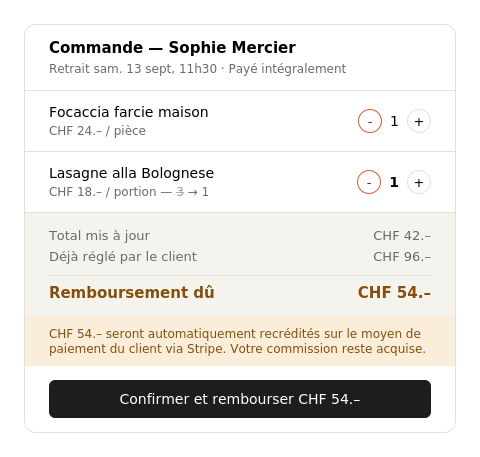 Commande — Sophie Mercier
Retrait sam. 13 sept, 11h30 · Payé intégralement
Focaccia farcie maison
CHF 24.– / pièce
- 1 +
Lasagne alla Bolognese
CHF 18.– / portion — 3 → 1
- 1 +
Total mis à jour CHF 42.–
Déjà réglé par le client CHF 96.–
Remboursement dû CHF 54.–
CHF 54.– seront automatiquement recrédités sur le moyen de
paiement du client via Stripe. Votre commission reste acquise.
Confirmer et rembourser CHF 54.–